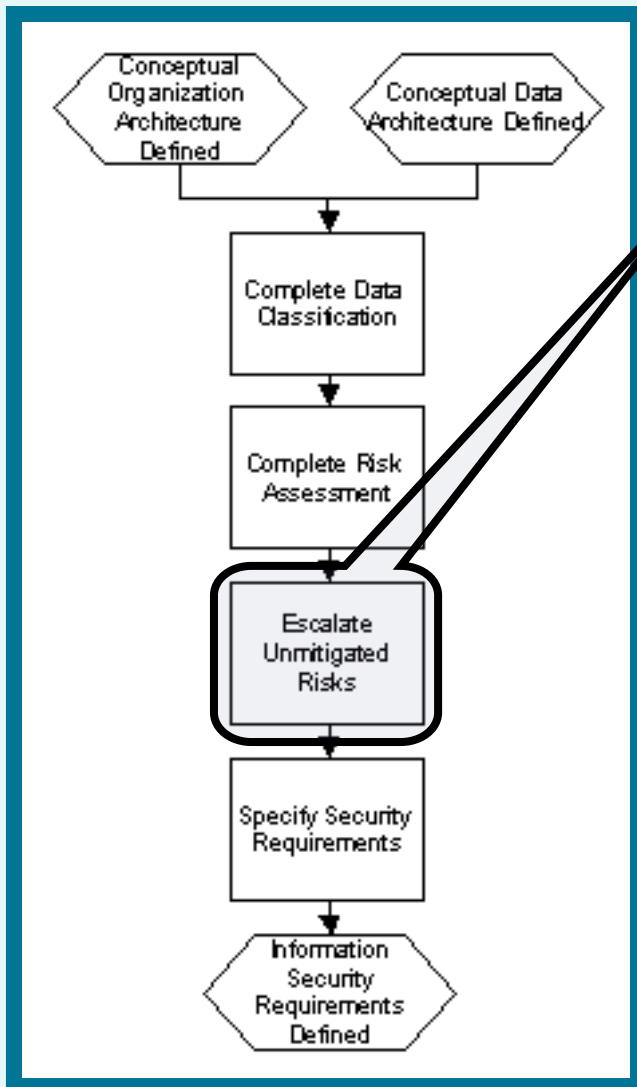 Conceptual
Organization
Architecture
Defined
Conceptual Data
Architecture Defined
Complete Data
Classification
Complete Risk
Assessment
Escalate
Unmitigated
Risks
Specify Security
Requirements
Information
Security
Requirements
Defined